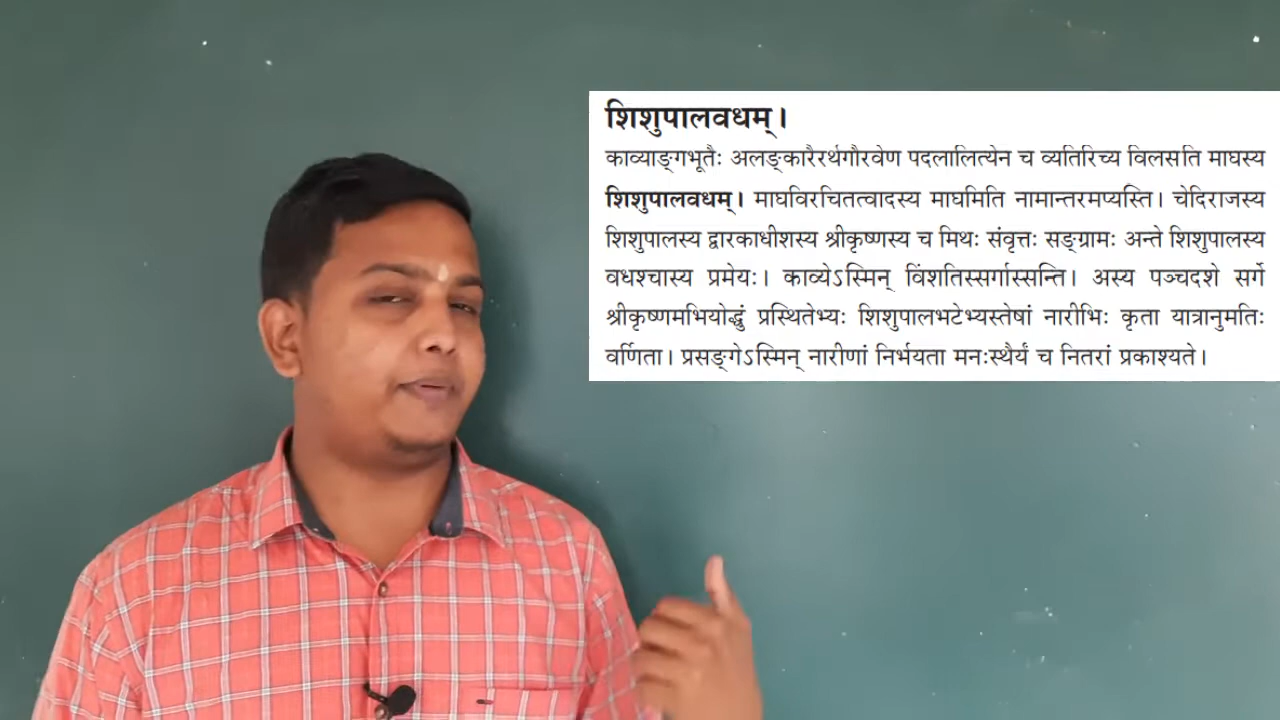 शिशुपालवधम् ।
काव्याङ्गभूतैः अलङ्कारैरर्थगौरवेण पदलालित्येन च व्यतिरिच्य विलसति माघस्य
शिशुपालवधम् । माघविरचितत्वादस्य माघमिति नामान्तरमप्यस्ति । चेदिराजस्य
शिशुपालस्य द्वारकाधीशस्य श्रीकृष्णस्य च मिथः संवृत्तः सङ्ग्रामः अन्ते शिशुपालस्य
वधश्चास्य प्रमेयः । काव्येऽस्मिन् विंशतिस्सर्गास्सन्ति । अस्य पञ्चदशे सर्गे
श्रीकृष्णमभियोद्धुं प्रस्थितेभ्यः शिशुपालभटेभ्यस्तेषां नारीभिः कृता यात्रानुमतिः
वर्णिता । प्रसङ्गेऽस्मिन् नारीणां निर्भयता मनःस्थैर्यं च नितरां प्रकाश्यते ।